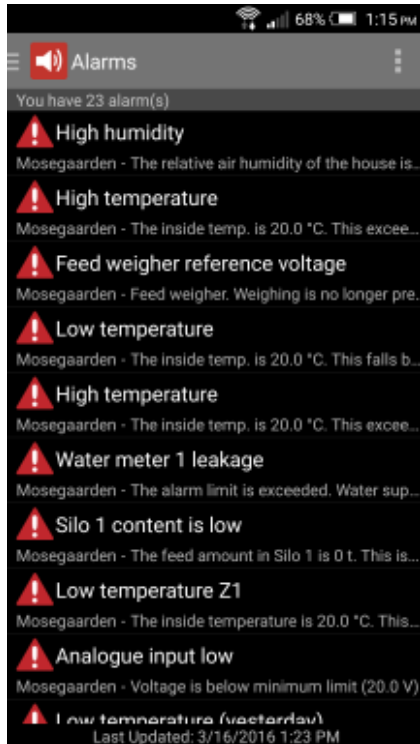 68% 1:15 PM
Alarms
You have 23 alarm(s)
High humidity
Mosegaarden - The relative air humidity of the house is...
High temperature
Mosegaarden - The inside temp. is 20.0 °C. This excee...
Feed weigher reference voltage
Mosegaarden - Feed weigher. Weighing is no longer pre...
Low temperature
Mosegaarden - The inside temp. is 20.0 °C. This falls b...
High temperature
Mosegaarden - The inside temp. is 20.0 °C. This excee...
Water meter 1 leakage
Mosegaarden - The alarm limit is exceeded. Water sup...
Silo 1 content is low
Mosegaarden - The feed amount in Silo 1 is 0 t. This is...
Low temperature Z1
Mosegaarden - The inside temperature is 20.0 °C. This...
Analogue input low
Mosegaarden - Voltage is below minimum limit (20.0 V)
Low temperature (yesterday)
Last Updated: 3/16/2016 1:23 PM